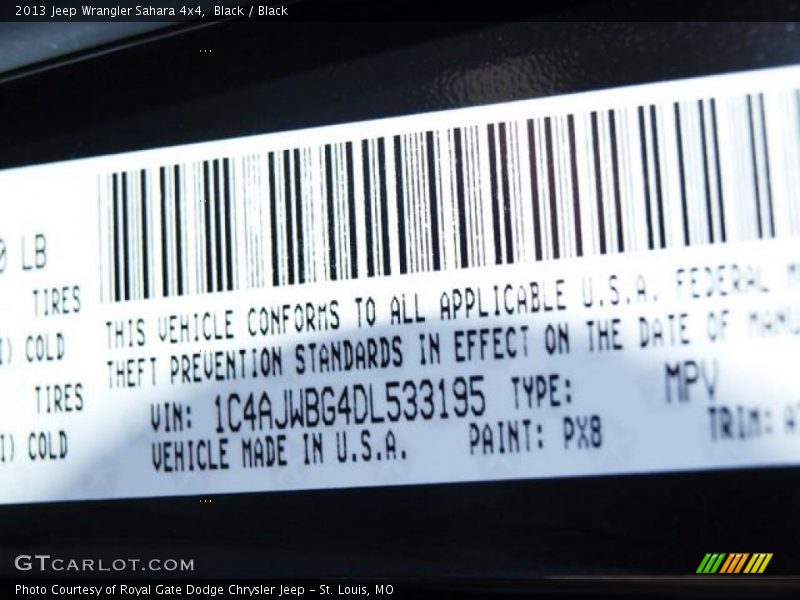 2013 Jeep Wrangler Sahara 4x4, Black / Black
LB
TIRES
COLD
TIRES
COLD
THIS VEHICLE CONFORMS TO ALL APPLICABLE U.S.A. FEDERAL
THEFT PREVENTION STANDARDS IN EFFECT ON THE DATE OF
VIN: 1C4AJWBG4DL533195 TYPE: MPV
VEHICLE MADE IN U.S.A. PAINT: PX8 TRIM:
GTCARLOT.COM
Photo Courtesy of Royal Gate Dodge Chrysler Jeep - St. Louis, MO